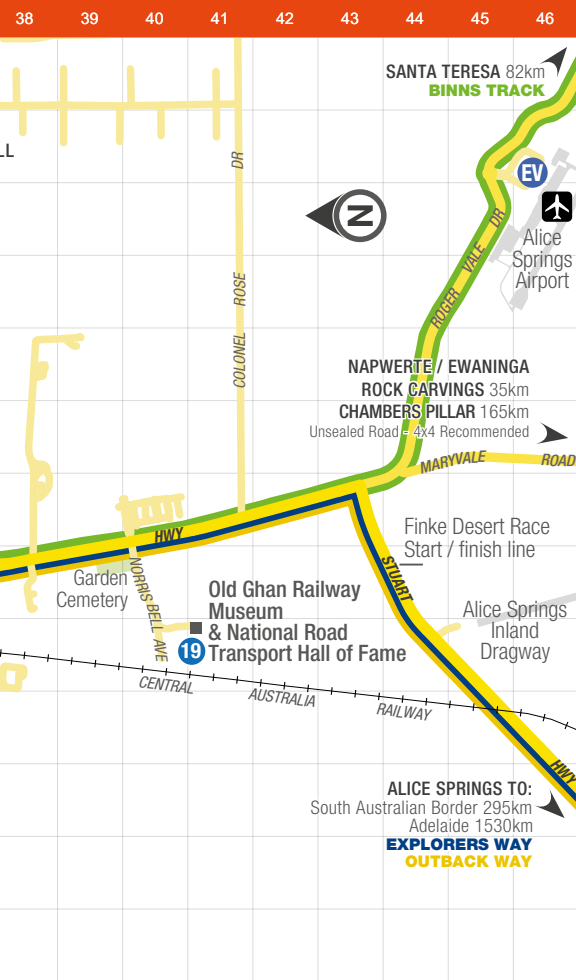 38 39 40 41 42 43 44 45 46
SANTA TERESA 82km
BINNS TRACK
LL
EV
DR
N
DR
Alice
Springs
Airport
VALE
ROGER
ROSE
COLONEL
NAPWERTE / EWANINGA
ROCK CARVINGS 35km
CHAMBERS PILLAR 165km
Unsealed Road - 4x4 Recommended
MARYVALE ROAD
HWY
Finke Desert Race
Start / finish line
STUART
Garden
Cemetery
NORRIS BELL AVE
Old Ghan Railway
Museum
& National Road
19 Transport Hall of Fame
Alice Springs
Inland
Dragway
CENTRAL AUSTRALIA RAILWAY
HWY
ALICE SPRINGS TO:
South Australian Border 295km
Adelaide 1530km
EXPLORERS WAY
OUTBACK WAY